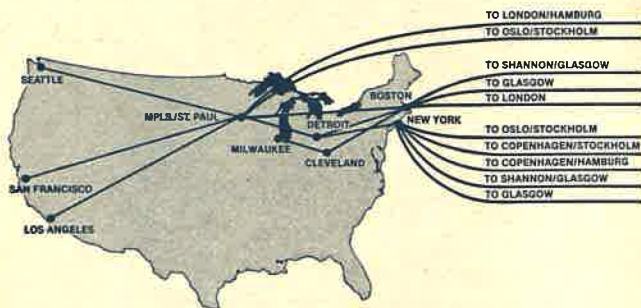 TO LONDON/HAMBURG
TO OSLO/STOCKHOLM
TO SHANNON/GLASGOW
TO GLASGOW
TO LONDON
SEATTLE
MPLS./ST. PAUL
BOSTON
DETROIT
NEW YORK
MILWAUKEE
CLEVELAND
SAN FRANCISCO
LOS ANGELES
TO OSLO/STOCKHOLM
TO COPENHAGEN/STOCKHOLM
TO COPENHAGEN/HAMBURG
TO SHANNON/GLASGOW
TO GLASGOW